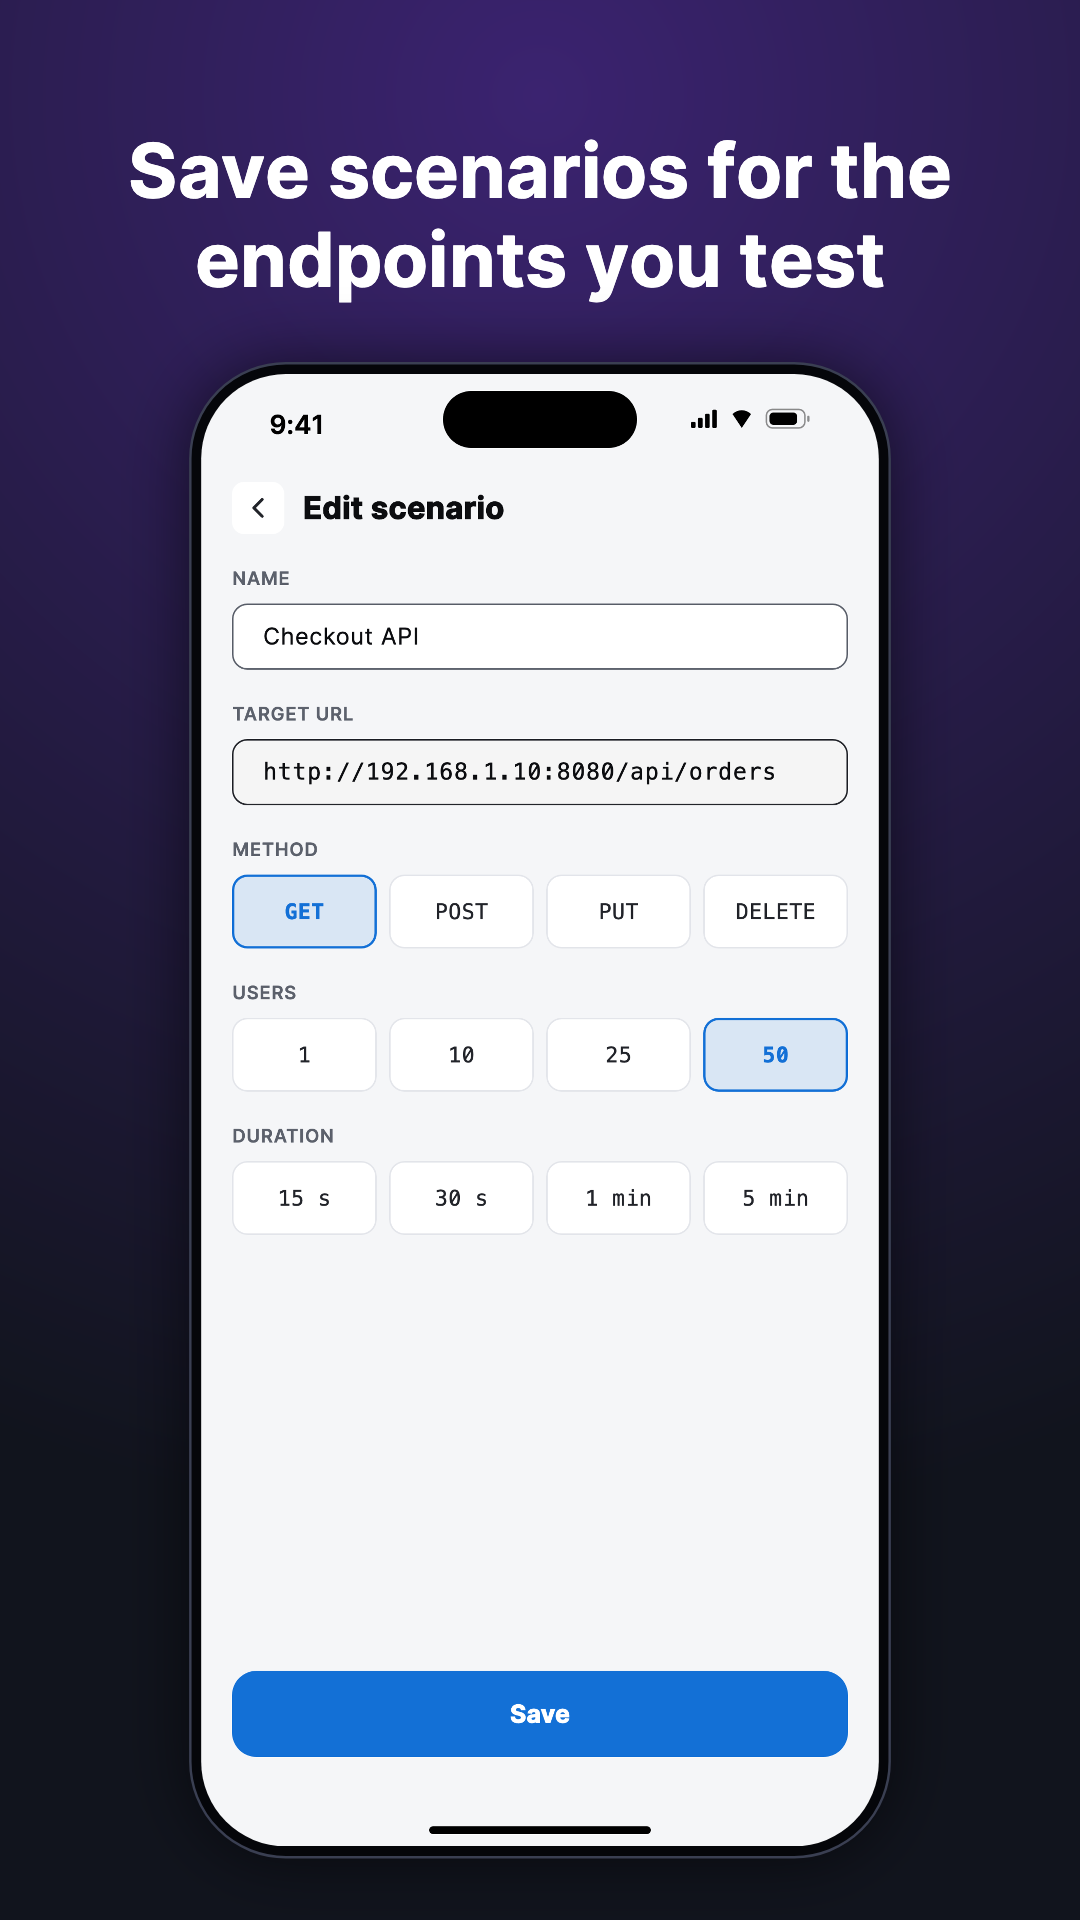 Save scenarios for the
endpoints you test
9:41
Edit scenario
NAME
Checkout API
TARGET URL
http://192.168.1.10:8080/api/orders
METHOD
GET POST PUT DELETE
USERS
1 10 25 50
DURATION
15 s 30 s 1 min 5 min
Save